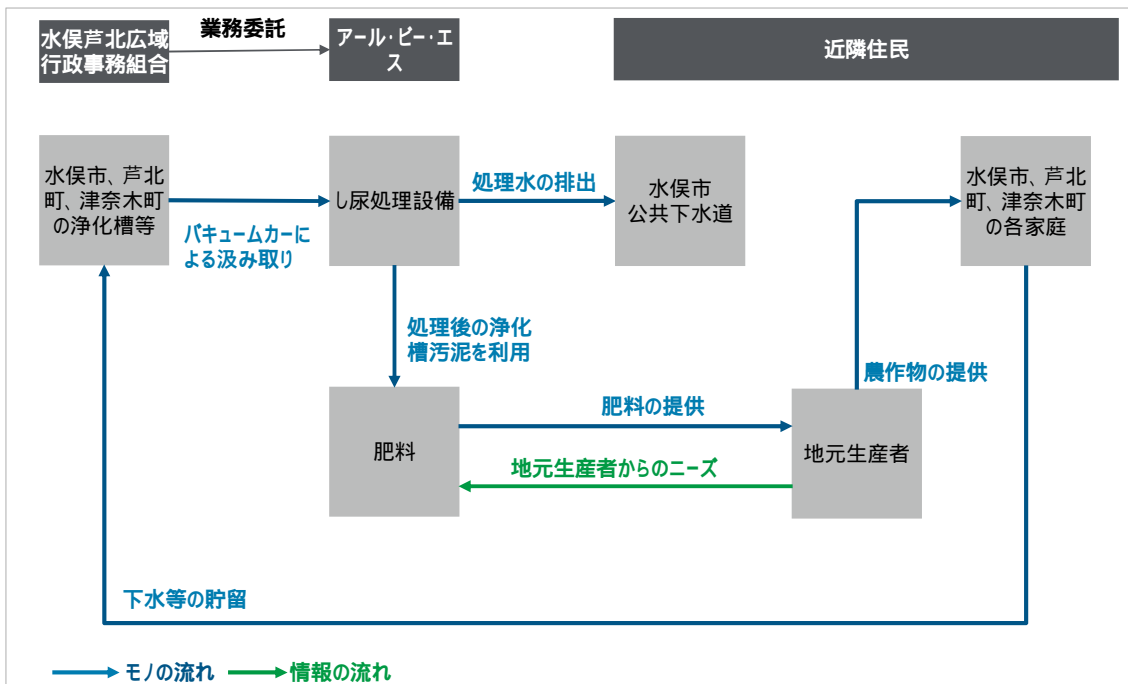 業務委託
水俣芦北広域
行政事務組合
アール・ビー・エ
ス
近隣住民
水俣市、芦北
町、津奈木町
の浄化槽等
バキュームカーに
よる汲み取り
し尿処理設備
処理水の排出
水俣市
公共下水道
水俣市、芦北
町、津奈木町
の各家庭
処理後の浄化
槽汚泥を利用
農作物の提供
肥料
肥料の提供
地元生産者からのニーズ
地元生産者
下水等の貯留
モノの流れ
情報の流れ